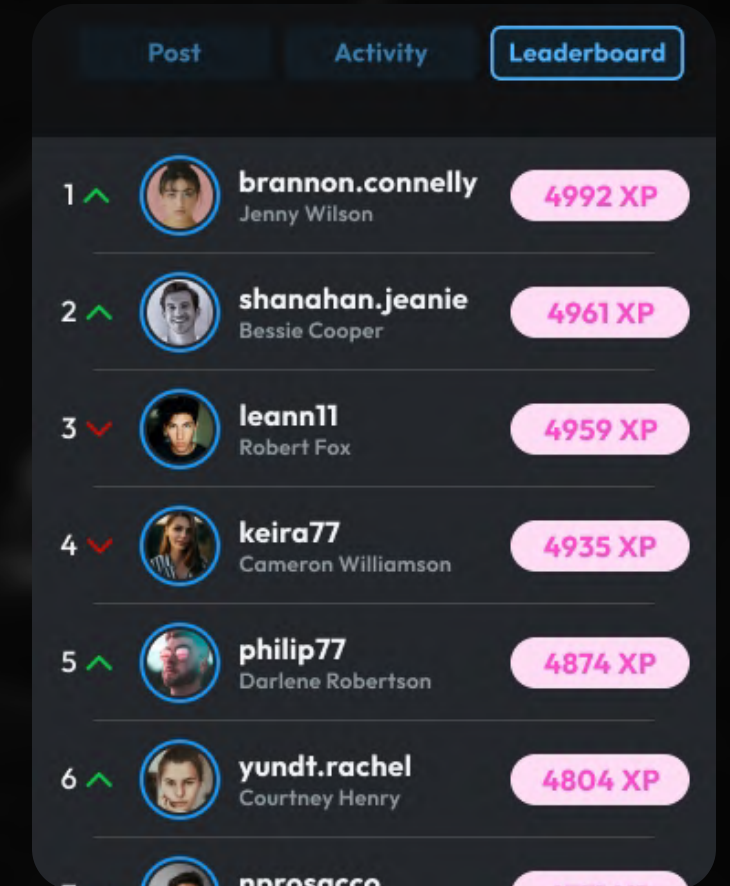 Post Activity Leaderboard
1 brannon.connelly 4992 XP
Jenny Wilson
2 shanahan.jeanie 4961 XP
Bessie Cooper
3 leann11 4959 XP
Robert Fox
4 keira77 4935 XP
Cameron Williamson
5 philip77 4874 XP
Darlene Robertson
6 yundt.rachel 4804 XP
Courtney Henry
nprosacco